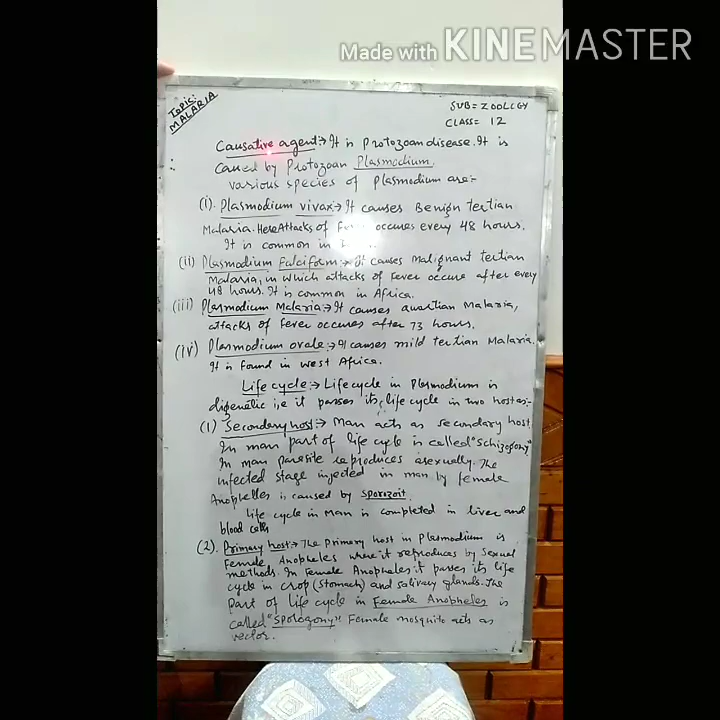 Made with KINEMASTER
Topic:
MALARIA
SUB= ZOOLOGY
CLASS= 12
Causative agent:→ It is Protozoan disease. It is
caused by Protozoan Plasmodium.
various species of Plasmodium are:-
(i). Plasmodium vivax:→ It causes Benign tertian
Malaria. Here Attacks of fever occures every 48 hours.
It is common in
(ii) Plasmodium Falciform:→ It causes Malignant tertian
Malaria, in which attacks of fever occure after every
48 hours. It is common in Africa.
(iii) Plasmodium Malaria:→ It causes quartian Malaria,
attacks of fever occures after 73 hours.
(iv) Plasmodium ovale:→ It causes mild tertian Malaria.
It is found in West Africa.
Life cycle:→ Life cycle in Plasmodium is
digenetic i,e it passes its life cycle in two hostes:-
(1) Secondary host:→ Man acts as secondary host.
In man part of life cycle is called "Schizogony"
In man parasite reproduces asexually. The
infected stage injected in man by female
Anophelles is caused by sporozoit.
Life cycle in Man is completed in liver and
blood cells
(2). Primary host:→ The Primary host in Plasmodium is
Female Anopheles where it reproduces by Sexual
methods. In Female Anopheles it passes its life
cycle in crop (stomach) and salivary glands. The
part of Life cycle in Female Anopheles is
called "Sporogony". Female mosquito acts as
vector.